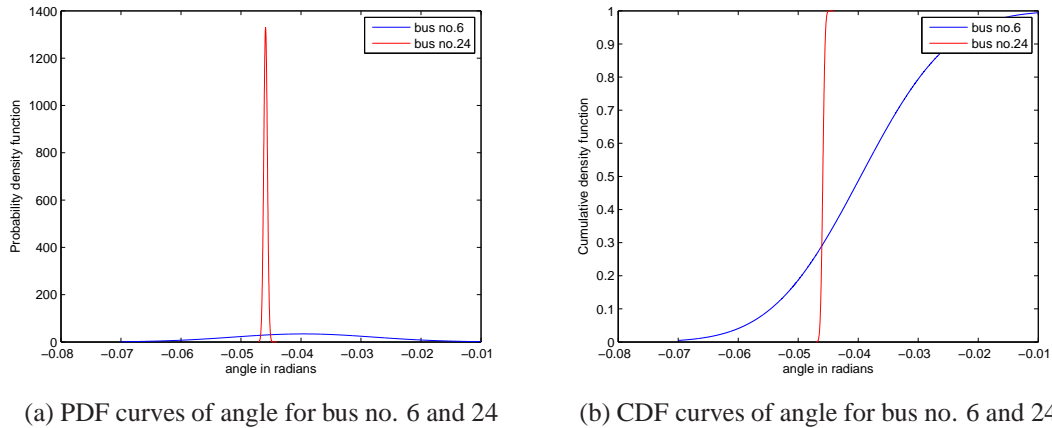 1400
1200
1000
800
600
400
200
0
Probability density function
bus no.6
bus no.24
−0.08 −0.07 −0.06 −0.05 −0.04 −0.03 −0.02 −0.01
angle in radians
(a) PDF curves of angle for bus no. 6 and 24
1
0.9
0.8
0.7
0.6
0.5
0.4
0.3
0.2
0.1
0
Cumulative density function
bus no.6
bus no.24
−0.08 −0.07 −0.06 −0.05 −0.04 −0.03 −0.02 −0.01
angle in radians
(b) CDF curves of angle for bus no. 6 and 24